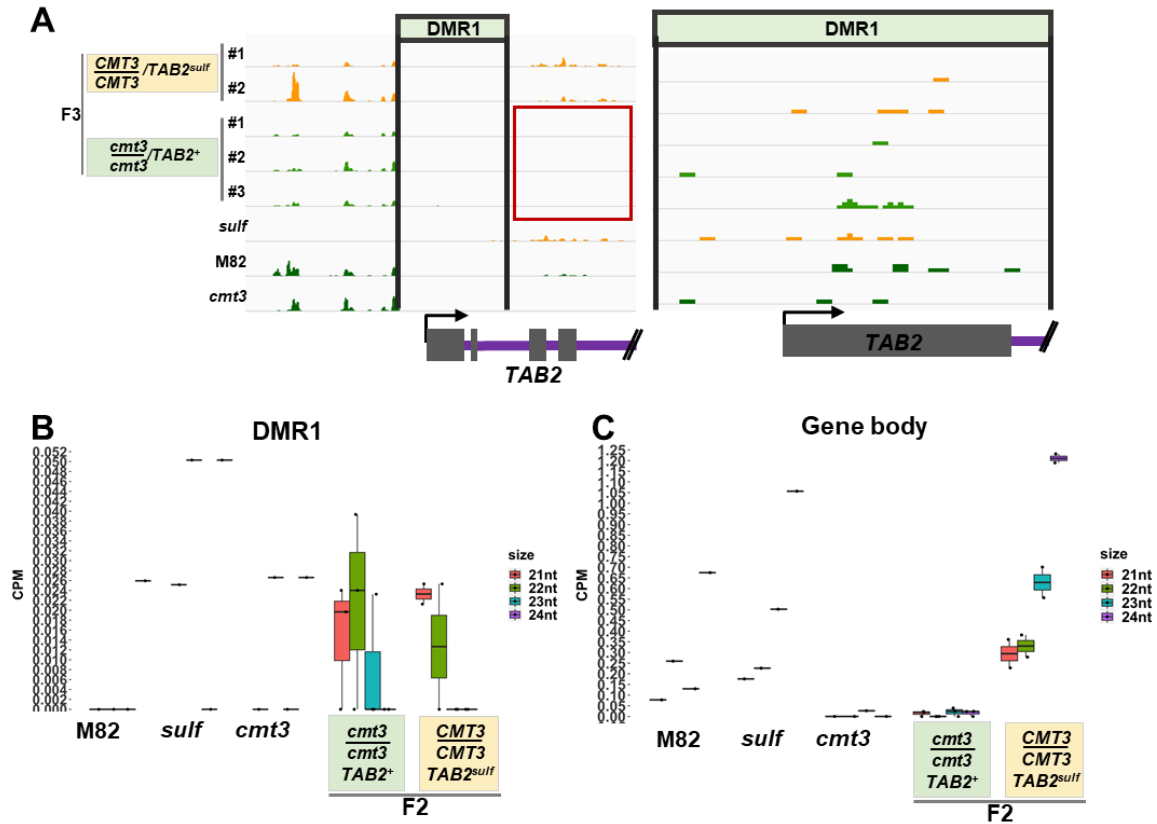 A
DMR1
DMR1
F3
CMT3
CMT3 /TAB2sulf
#1
#2
cmt3
cmt3 /TAB2+
#1
#2
#3
sulf
M82
cmt3
TAB2
TAB2
B
DMR1
CPM
0.052
0.050
0.048
0.046
0.044
0.042
0.040
0.038
0.036
0.034
0.032
0.030
0.028
0.026
0.024
0.022
0.020
0.018
0.016
0.014
0.012
0.010
0.008
0.006
0.004
0.002
0.000
M82
sulf
cmt3
cmt3
cmt3
TAB2+
CMT3
CMT3
TAB2sulf
F2
size
21nt
22nt
23nt
24nt
C
Gene body
CPM
1.25
1.20
1.15
1.10
1.05
1.00
0.95
0.90
0.85
0.80
0.75
0.70
0.65
0.60
0.55
0.50
0.45
0.40
0.35
0.30
0.25
0.20
0.15
0.10
0.05
0.00
M82
sulf
cmt3
cmt3
cmt3
TAB2+
CMT3
CMT3
TAB2sulf
F2
size
21nt
22nt
23nt
24nt